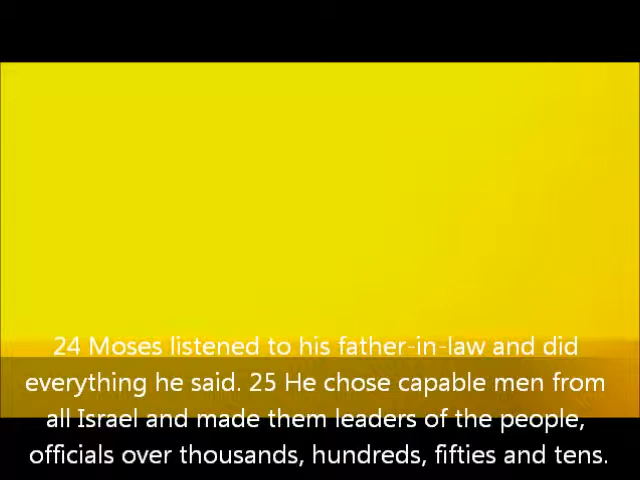 24 Moses listened to his father-in-law and did
everything he said. 25 He chose capable men from
all Israel and made them leaders of the people,
officials over thousands, hundreds, fifties and tens.